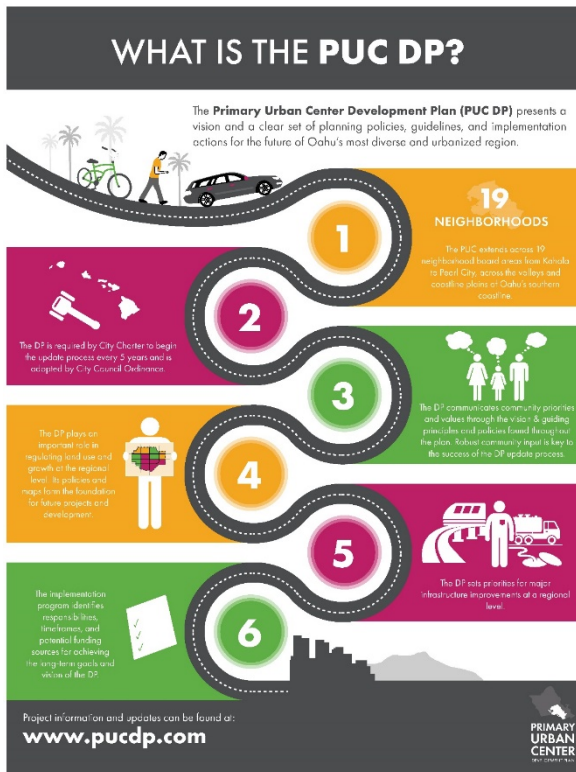 WHAT IS THE PUC DP?
The Primary Urban Center Development Plan (PUC DP) presents a
vision and a clear set of planning policies, guidelines, and implementation
actions for the future of Oahu's most diverse and urbanized region.
1
19
NEIGHBORHOODS
The PUC extends across 19
neighborhood board areas from Kahala
to Pearl City, across the valleys and
coastline plains of Oahu's southern
coastline.
2
The DP is required by City Charter to begin
the update process every 5 years and is
adopted by City Council Ordinance.
3
The DP communicates community priorities
and values through the vision & guiding
principles and policies found throughout
the plan. Robust community input is key to
the success of the DP update process.
4
The DP plays an
important role in
regulating land use and
growth at the regional
level. Its policies and
maps form the foundation
for future projects and
development.
5
The DP sets priorities for major
infrastructure improvements at a regional
level.
6
The implementation
program identifies
responsibilities,
timeframes, and
potential funding
sources for achieving
the long-term goals and
vision of the DP.
Project information and updates can be found at:
www.pucdp.com
PRIMARY
URBAN
CENTER
DEVELOPMENT PLAN